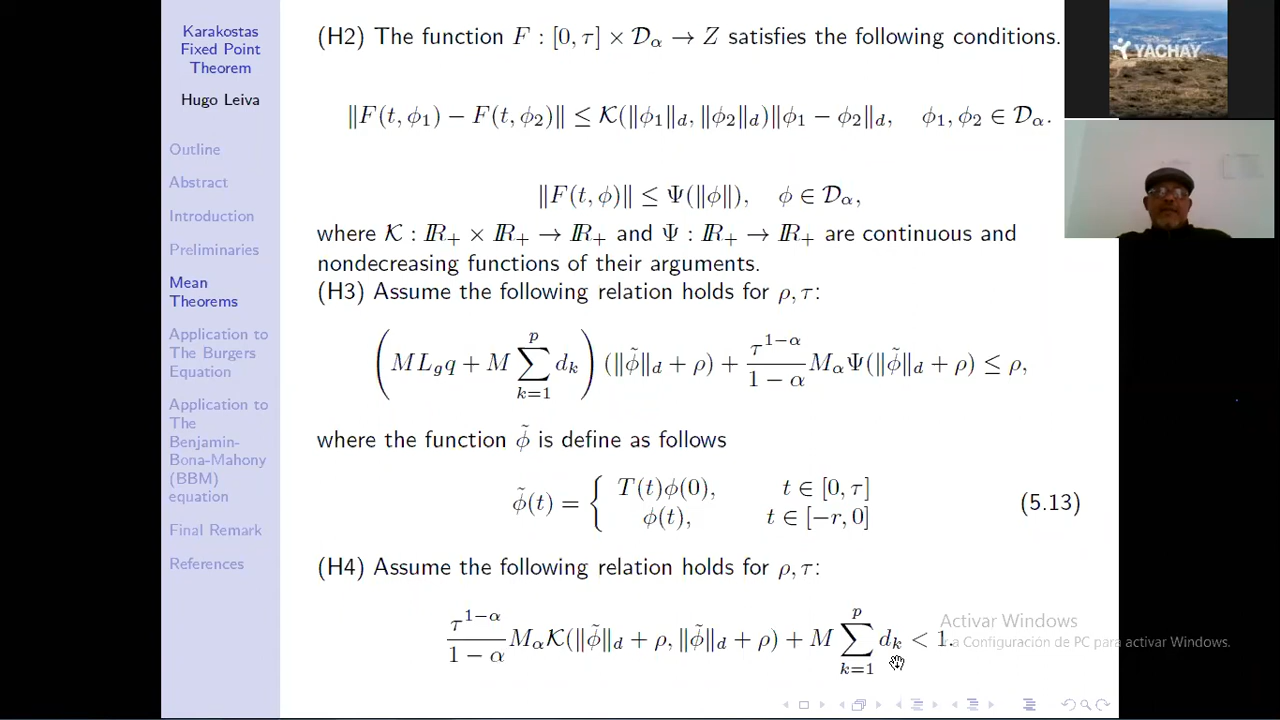 Karakostas
Fixed Point
Theorem
Hugo Leiva
Outline
Abstract
Introduction
Preliminaries
Mean
Theorems
Application to
The Burgers
Equation
Application to
The
Benjamin-
Bona-Mahony
(BBM)
equation
Final Remark
References
(H2) The function F : [0, τ] × 𝒟_α → Z satisfies the following conditions.
‖F(t, ϕ₁) − F(t, ϕ₂)‖ ≤ 𝒦(‖ϕ₁‖_d, ‖ϕ₂‖_d)‖ϕ₁ − ϕ₂‖_d, ϕ₁, ϕ₂ ∈ 𝒟_α.
‖F(t, ϕ)‖ ≤ Ψ(‖ϕ‖), ϕ ∈ 𝒟_α,
where 𝒦 : ℝ₊ × ℝ₊ → ℝ₊ and Ψ : ℝ₊ → ℝ₊ are continuous and
nondecreasing functions of their arguments.
(H3) Assume the following relation holds for ρ, τ:
(ML_g q + M ∑_{k=1}^{p} d_k) (‖ϕ̃‖_d + ρ) + τ^{1−α}/(1−α) M_α Ψ(‖ϕ̃‖_d + ρ) ≤ ρ,
where the function ϕ̃ is define as follows
ϕ̃(t) = { T(t)ϕ(0), t ∈ [0, τ]
ϕ(t), t ∈ [−r, 0] (5.13)
(H4) Assume the following relation holds for ρ, τ:
τ^{1−α}/(1−α) M_α 𝒦(‖ϕ̃‖_d + ρ, ‖ϕ̃‖_d + ρ) + M ∑_{k=1}^{p} d_k < 1.
YACHAY
Activar Windows
Ir a Configuración de PC para activar Windows.